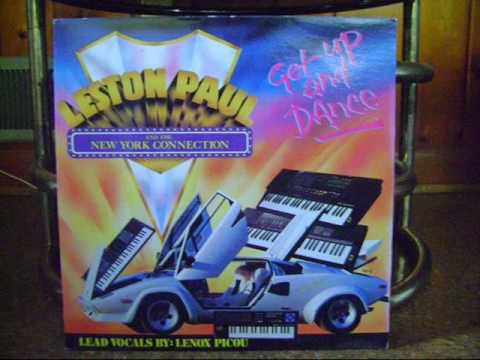 LESTON PAUL
AND THE
NEW YORK CONNECTION
Get up
and
DANce
LEAD VOCALS BY: LENOX PICOU